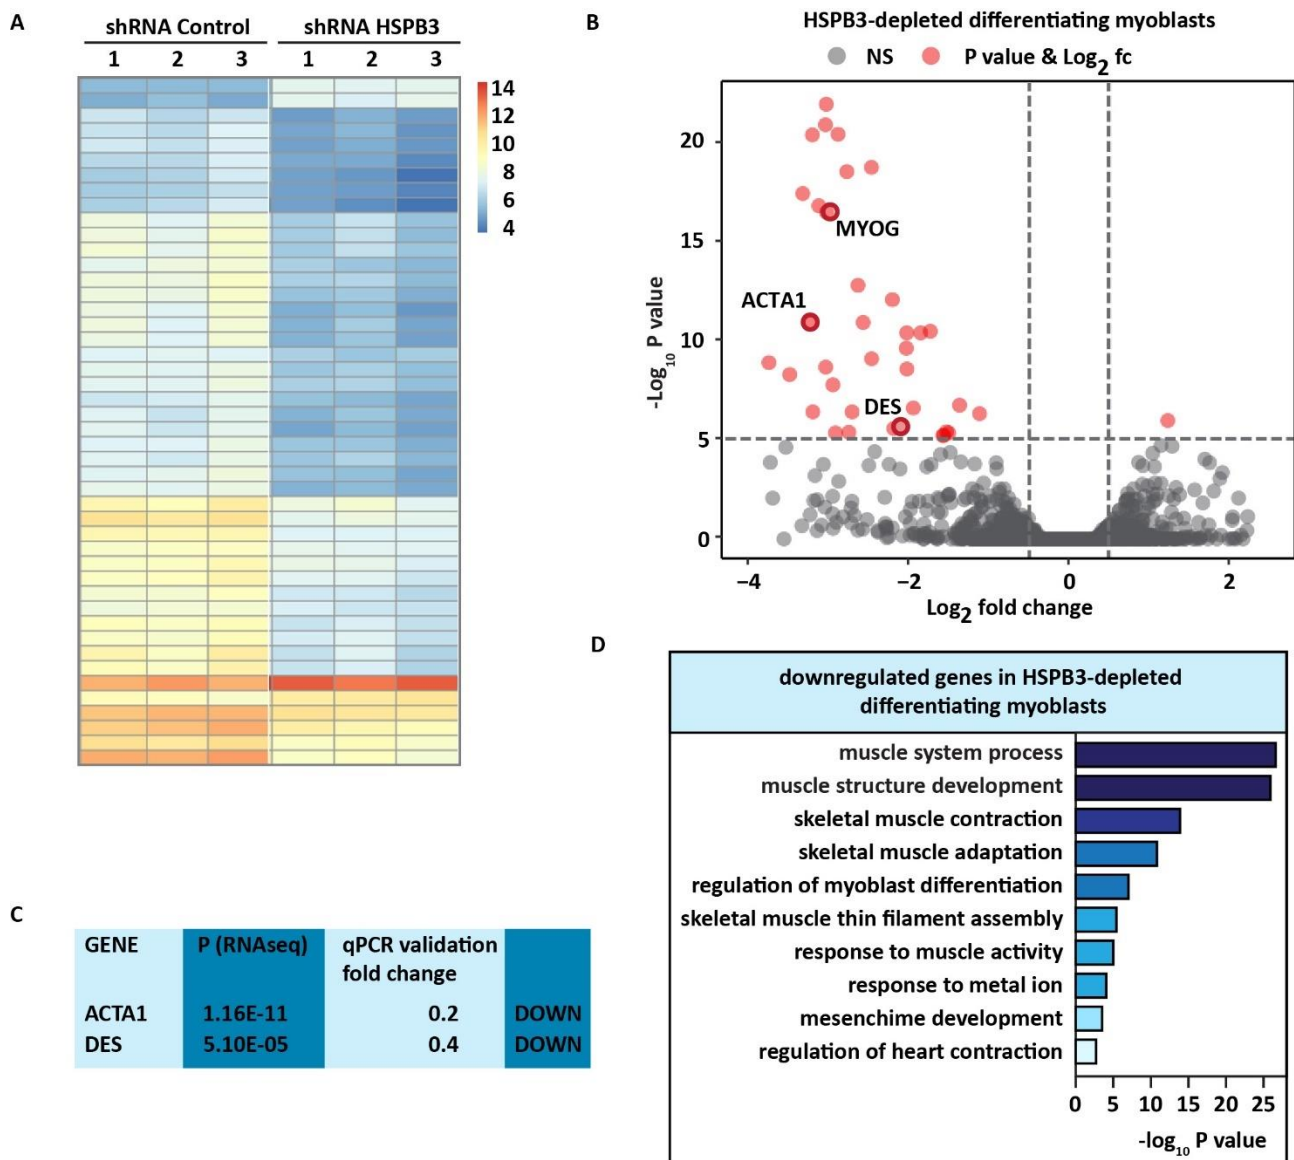 A
shRNA Control shRNA HSPB3
1 2 3 1 2 3
14
12
10
8
6
4
B
HSPB3-depleted differentiating myoblasts
NS P value & Log2 fc
-Log10 P value
20
15
10
5
0
MYOG
ACTA1
DES
−4 −2 0 2
Log2 fold change
C
GENE P (RNAseq) qPCR validation
fold change
ACTA1 1.16E-11 0.2 DOWN
DES 5.10E-05 0.4 DOWN
D
downregulated genes in HSPB3-depleted
differentiating myoblasts
muscle system process
muscle structure development
skeletal muscle contraction
skeletal muscle adaptation
regulation of myoblast differentiation
skeletal muscle thin filament assembly
response to muscle activity
response to metal ion
mesenchime development
regulation of heart contraction
0 5 10 15 20 25
-log10 P value